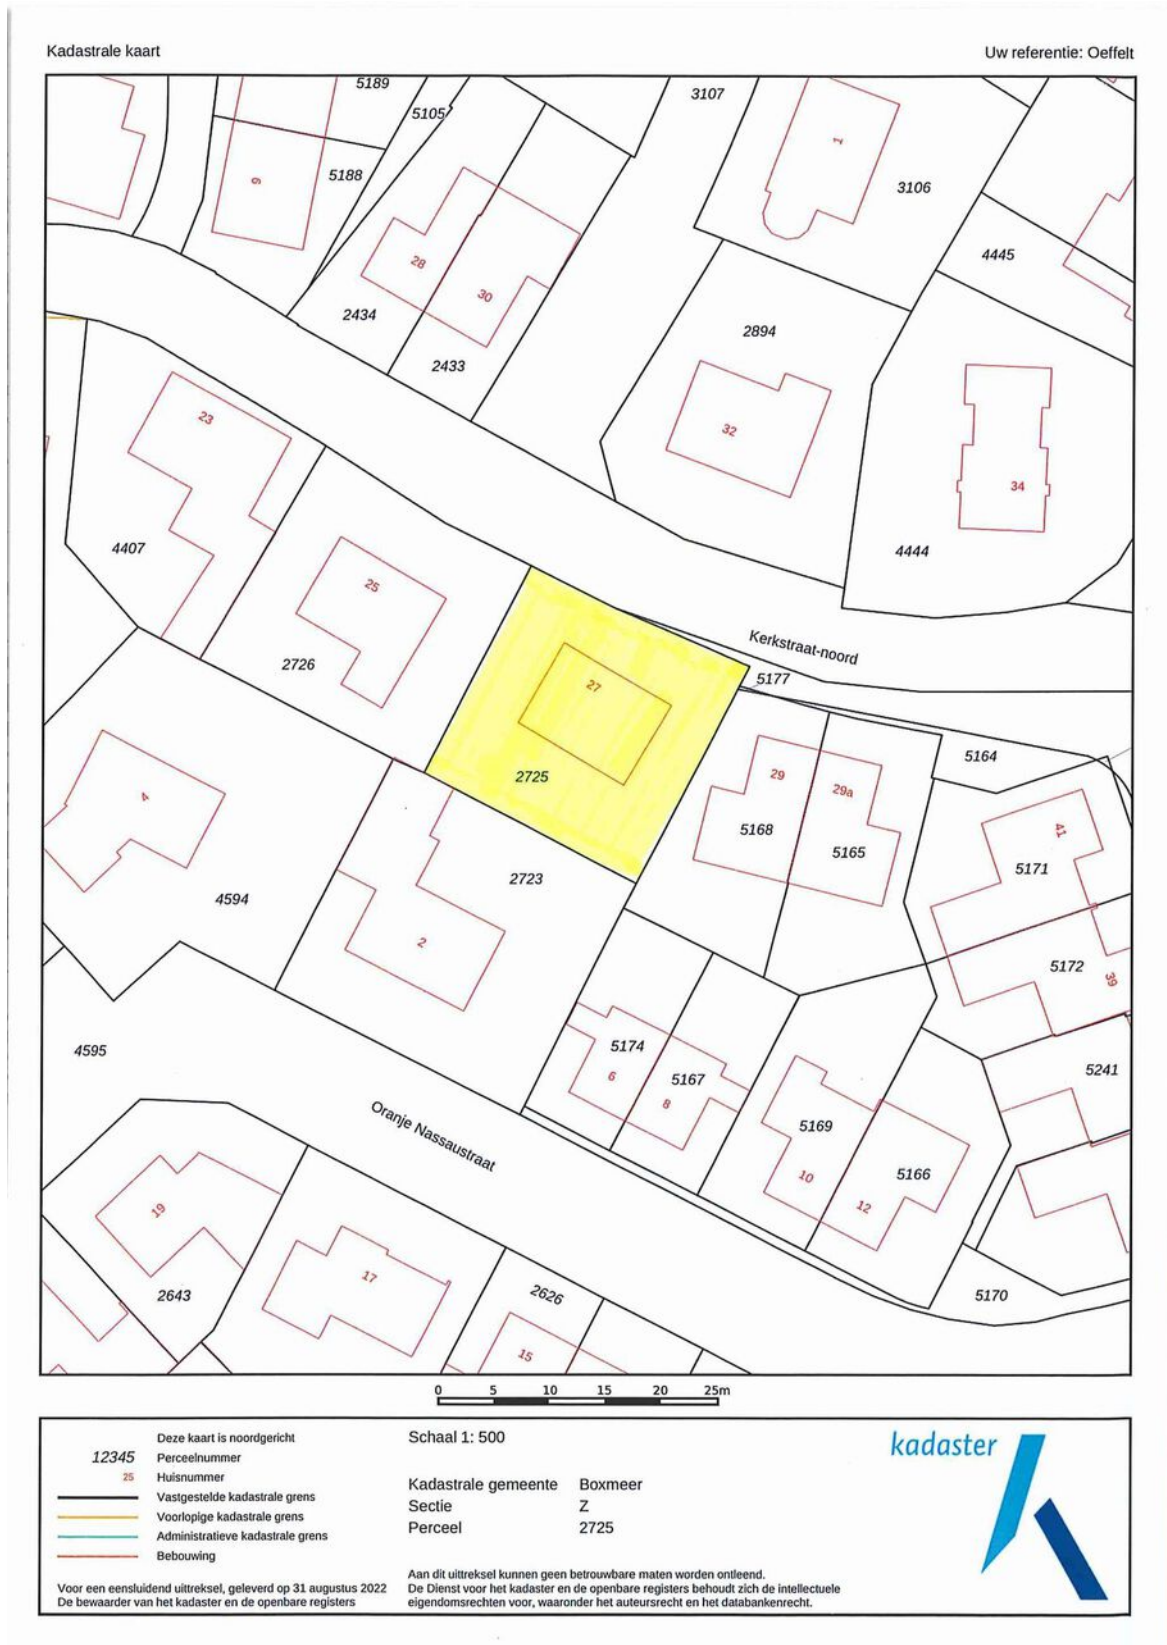 Kadastrale kaart
Uw referentie: Oeffelt
5189
3107
5105
1
5188
9
3106
4445
28
30
2434
2894
2433
23
32
34
4407
4444
25
Kerkstraat-noord
2726
5177
27
5164
2725
29
29a
4
5168
41
5165
5171
2723
4594
2
5172
39
5174
4595
5241
6
5167
8
Oranje Nassaustraat
5169
5166
10
12
19
17
2643
2626
5170
15
0 5 10 15 20 25m
Deze kaart is noordgericht
12345 Perceelnummer
25 Huisnummer
Vastgestelde kadastrale grens
Voorlopige kadastrale grens
Administratieve kadastrale grens
Bebouwing
Voor een eensluidend uittreksel, geleverd op 31 augustus 2022
De bewaarder van het kadaster en de openbare registers
Schaal 1: 500
Kadastrale gemeente Boxmeer
Sectie Z
Perceel 2725
Aan dit uittreksel kunnen geen betrouwbare maten worden ontleend.
De Dienst voor het kadaster en de openbare registers behoudt zich de intellectuele
eigendomsrechten voor, waaronder het auteursrecht en het databankenrecht.
kadaster